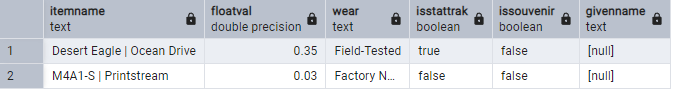 itemname floatval wear isstattrak issouvenir givenname
text double precision text boolean boolean text
1 Desert Eagle | Ocean Drive 0.35 Field-Tested true false [null]
2 M4A1-S | Printstream 0.03 Factory N... false false [null]